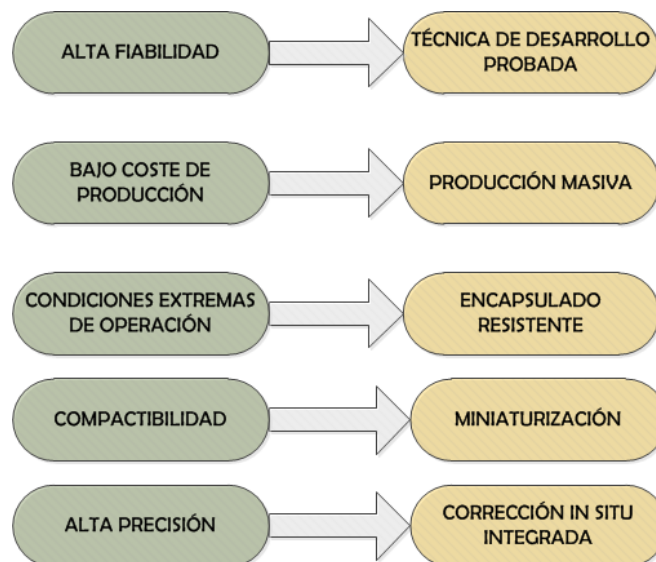 ALTA FIABILIDAD
TÉCNICA DE DESARROLLO
PROBADA
BAJO COSTE DE
PRODUCCIÓN
PRODUCCIÓN MASIVA
CONDICIONES EXTREMAS
DE OPERACIÓN
ENCAPSULADO
RESISTENTE
COMPACTIBILIDAD
MINIATURIZACIÓN
ALTA PRECISIÓN
CORRECCIÓN IN SITU
INTEGRADA